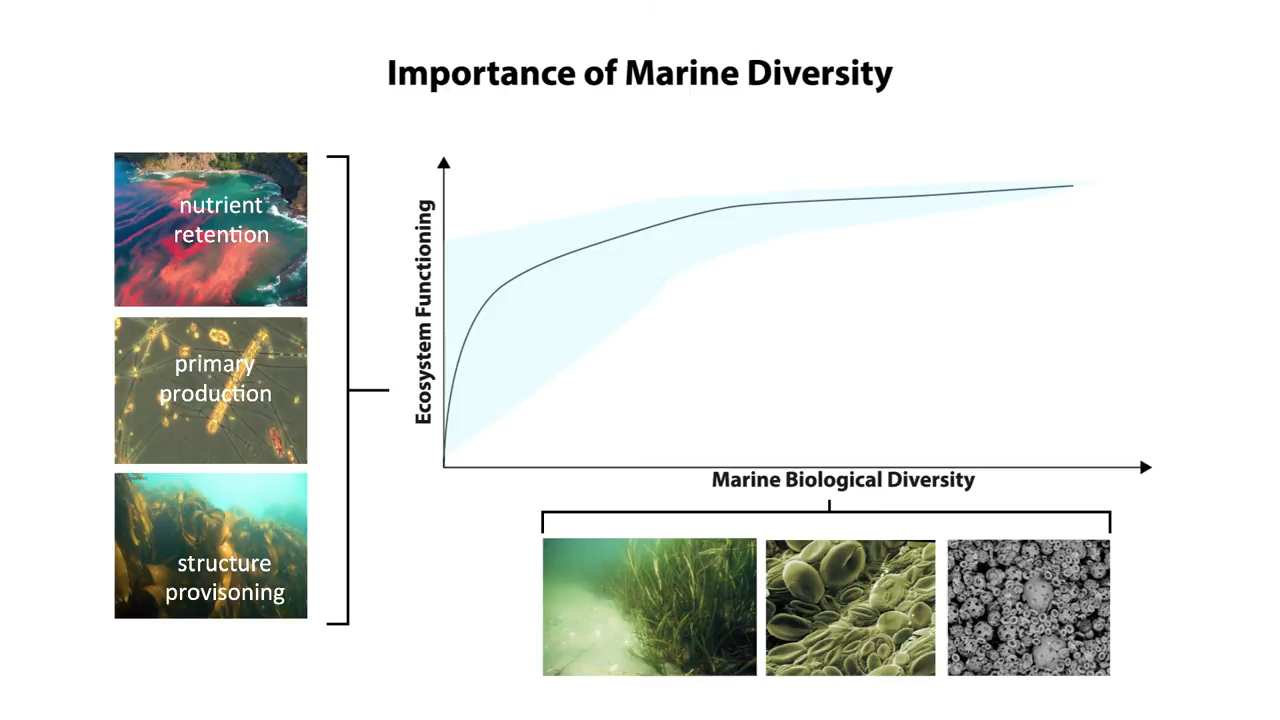 Importance of Marine Diversity
nutrient
retention
primary
production
structure
provisoning
Ecosystem Functioning
Marine Biological Diversity